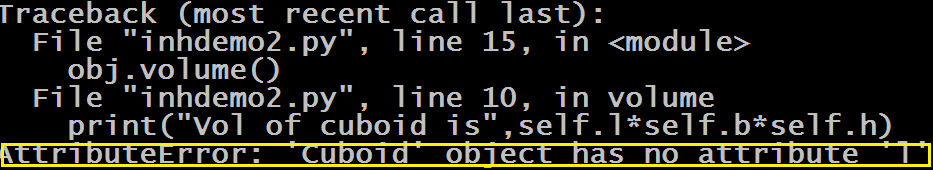 Traceback (most recent call last):
  File "inhdemo2.py", line 15, in <module>
    obj.volume()
  File "inhdemo2.py", line 10, in volume
    print("Vol of cuboid is",self.l*self.b*self.h)
AttributeError: 'Cuboid' object has no attribute 'l'